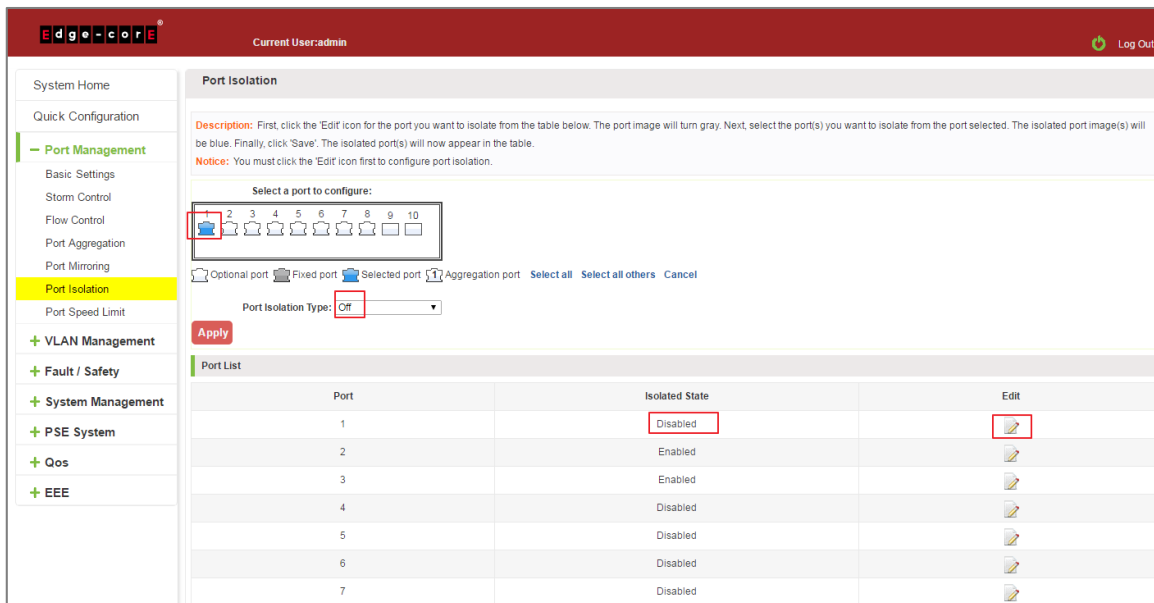 Edge-corE®
Current User:admin
Log Out
System Home
Quick Configuration
Port Management
Basic Settings
Storm Control
Flow Control
Port Aggregation
Port Mirroring
Port Isolation
Port Speed Limit
VLAN Management
Fault / Safety
System Management
PSE System
Qos
EEE
Port Isolation
Description: First, click the 'Edit' icon for the port you want to isolate from the table below. The port image will turn gray. Next, select the port(s) you want to isolate from the port selected. The isolated port image(s) will
be blue. Finally, click 'Save'. The isolated port(s) will now appear in the table.
Notice: You must click the 'Edit' icon first to configure port isolation.
Select a port to configure:
1 2 3 4 5 6 7 8 9 10
Optional port Fixed port Selected port 1 Aggregation port Select all Select all others Cancel
Port Isolation Type: Off
Apply
Port List
Port Isolated State Edit
1 Disabled
2 Enabled
3 Enabled
4 Disabled
5 Disabled
6 Disabled
7 Disabled